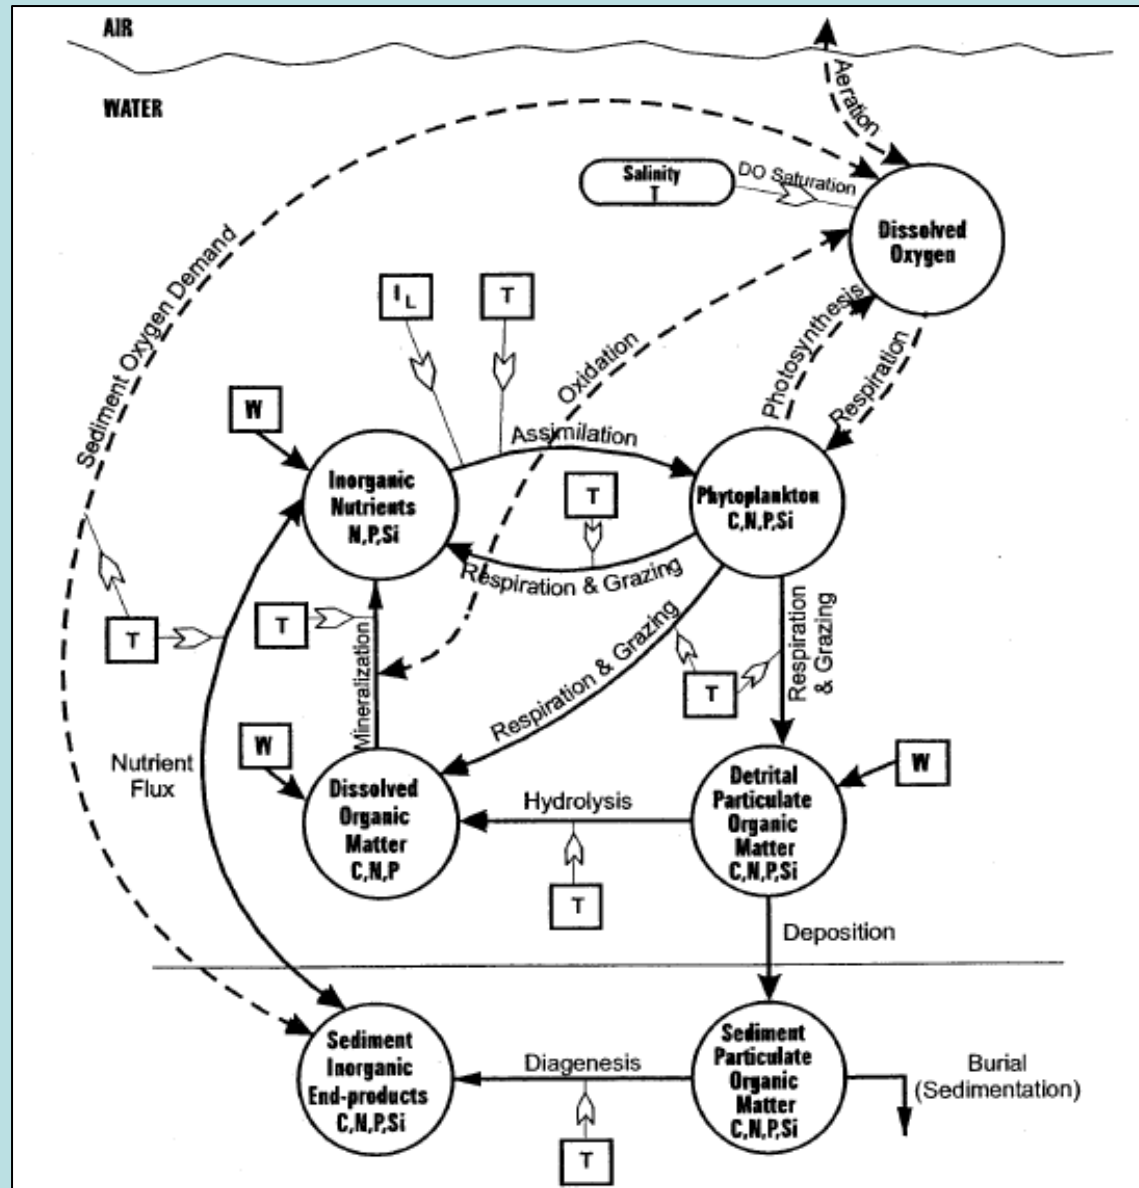 AIR
WATER
Aeration
Salinity
T
DO Saturation
Dissolved
Oxygen
Sediment Oxygen Demand
I_L
T
Oxidation
Photosynthesis
Respiration
W
Assimilation
Inorganic
Nutrients
N,P,Si
T
Phytoplankton
C,N,P,Si
Respiration & Grazing
T
T
Mineralization
Respiration & Grazing
T
Respiration
& Grazing
Nutrient
Flux
W
Dissolved
Organic
Matter
C,N,P
Hydrolysis
T
Detrital
Particulate
Organic
Matter
C,N,P,Si
W
Deposition
Sediment
Inorganic
End-products
C,N,P,Si
Diagenesis
T
Sediment
Particulate
Organic
Matter
C,N,P,Si
Burial
(Sedimentation)